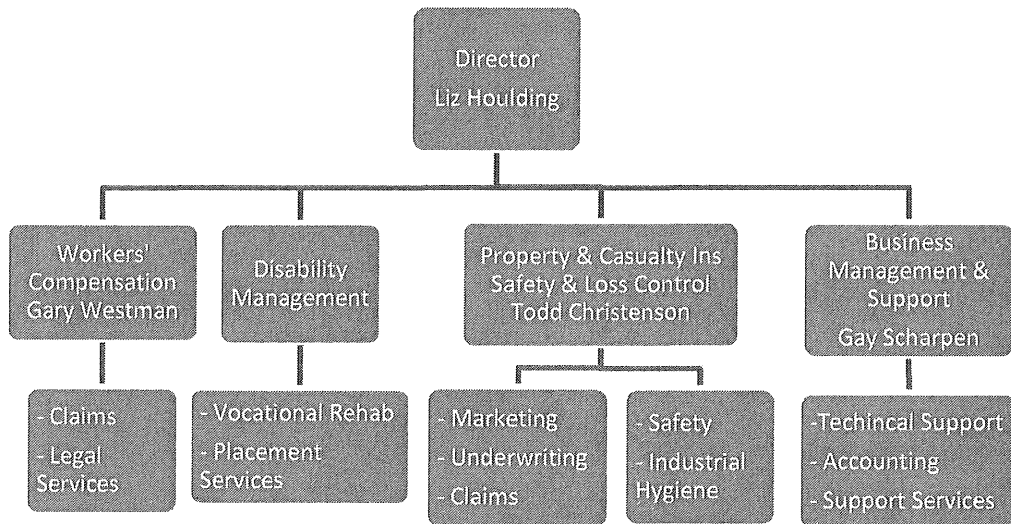 Director
Liz Houlding
Workers'
Compensation
Gary Westman
Disability
Management
Property & Casualty Ins
Safety & Loss Control
Todd Christenson
Business
Management &
Support
Gay Scharpen
- Claims
- Legal
Services
- Vocational Rehab
- Placement
Services
- Marketing
- Underwriting
- Claims
- Safety
- Industrial
Hygiene
-Techincal Support
- Accounting
- Support Services